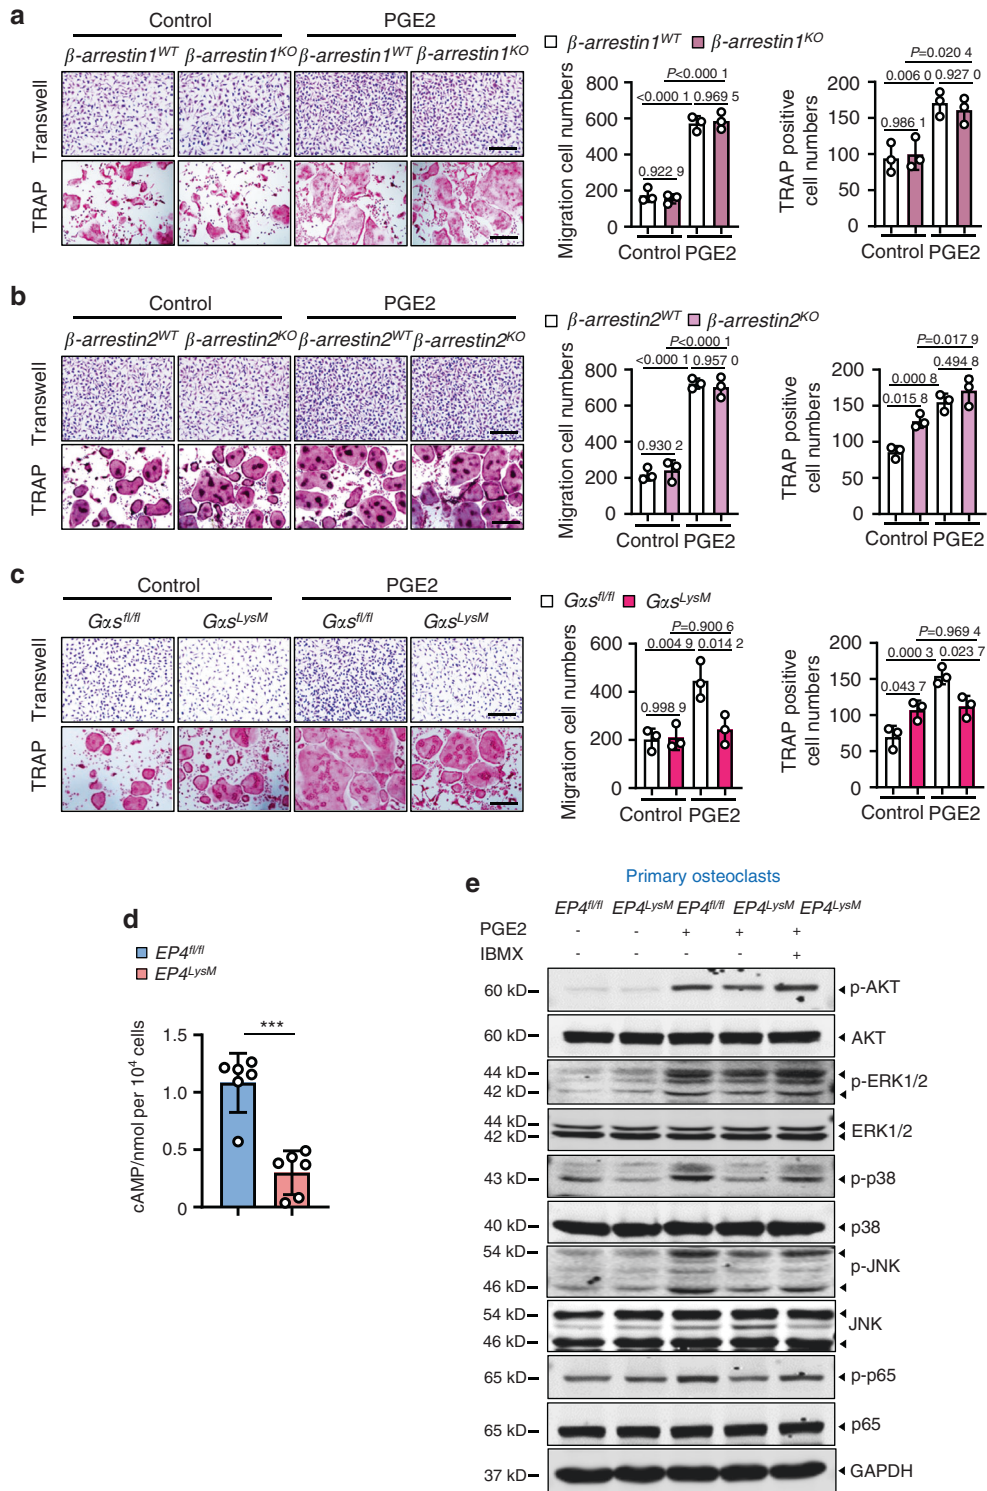 a
Control PGE2
β-arrestin1WT β-arrestin1KO β-arrestin1WT β-arrestin1KO
Transwell
TRAP
β-arrestin1WT β-arrestin1KO
Migration cell numbers
800
600
400
200
0
P<0.000 1
<0.000 1 0.969 5
0.922 9
Control PGE2
TRAP positive cell numbers
200
150
100
50
0
P=0.020 4
0.006 0 0.927 0
0.986 1
Control PGE2
b
Control PGE2
β-arrestin2WT β-arrestin2KO β-arrestin2WT β-arrestin2KO
Transwell
TRAP
β-arrestin2WT β-arrestin2KO
Migration cell numbers
800
600
400
200
0
P<0.000 1
<0.000 1 0.957 0
0.930 2
Control PGE2
TRAP positive cell numbers
200
150
100
50
0
P=0.017 9
0.494 8
0.000 8
0.015 8
Control PGE2
c
Control PGE2
Gαsfl/fl GαsLysM Gαsfl/fl GαsLysM
Transwell
TRAP
Gαsfl/fl GαsLysM
Migration cell numbers
600
400
200
0
P=0.900 6
0.004 9 0.014 2
0.998 9
Control PGE2
TRAP positive cell numbers
200
150
100
50
0
P=0.969 4
0.000 3 0.023 7
0.043 7
Control PGE2
d
EP4fl/fl
EP4LysM
cAMP/nmol per 104 cells
1.5
1.0
0.5
0
***
e
Primary osteoclasts
EP4fl/fl EP4LysM EP4fl/fl EP4LysM EP4LysM
PGE2 - - + + +
IBMX - - - - +
60 kD p-AKT
60 kD AKT
44 kD
42 kD p-ERK1/2
44 kD
42 kD ERK1/2
43 kD p-p38
40 kD p38
54 kD p-JNK
46 kD
54 kD JNK
46 kD
65 kD p-p65
65 kD p65
37 kD GAPDH